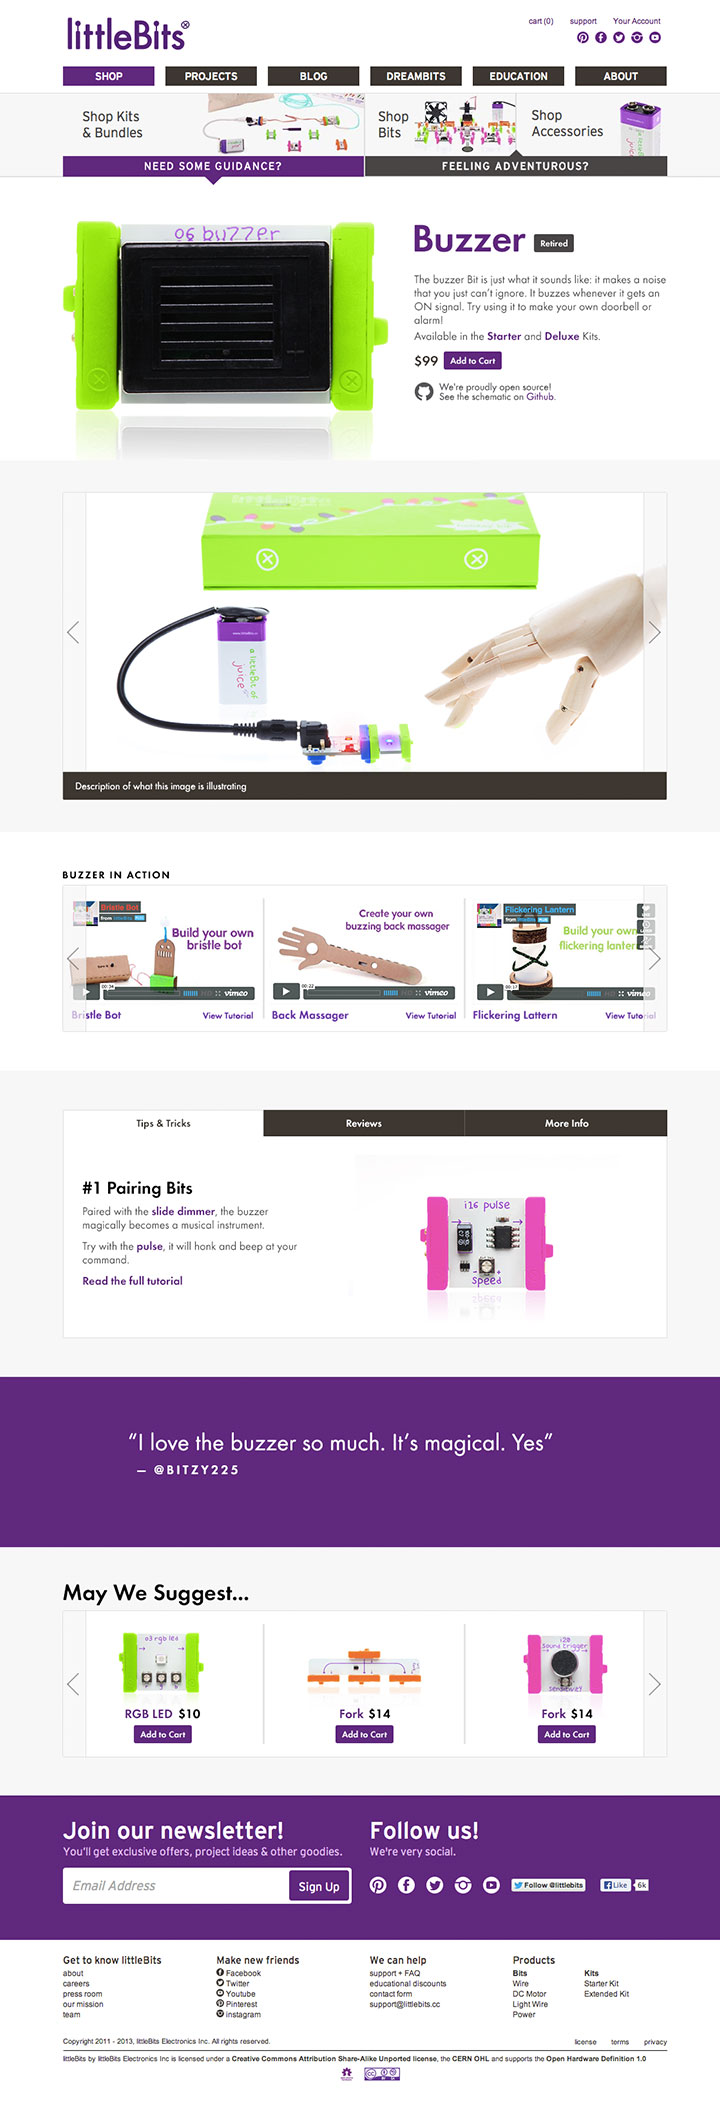 littleBits
cart (0) support Your Account
SHOP PROJECTS BLOG DREAMBITS EDUCATION ABOUT
Shop Kits
& Bundles
Shop
Bits
Shop
Accessories
NEED SOME GUIDANCE? FEELING ADVENTUROUS?
o6 buzzer
Buzzer Retired
The buzzer Bit is just what it sounds like: it makes a noise
that you just can't ignore. It buzzes whenever it gets an
ON signal. Try using it to make your own doorbell or
alarm!
Available in the Starter and Deluxe Kits.
$99 Add to Cart
We're proudly open source!
See the schematic on Github.
a littleBit of
juice
Description of what this image is illustrating
BUZZER IN ACTION
Bristle Bot
from littleBits
Build your own
bristle bot
vimeo
Bristle Bot View Tutorial
Create your own
buzzing back massager
00:22
vimeo
Back Massager View Tutorial
Flickering Lantern
from littleBits
Build your own
flickering lantern
00:17
vimeo
Flickering Lattern View Tutorial
Tips & Tricks Reviews More Info
#1 Pairing Bits
Paired with the slide dimmer, the buzzer
magically becomes a musical instrument.
Try with the pulse, it will honk and beep at your
command.
Read the full tutorial
i16 pulse
speed
“I love the buzzer so much. It's magical. Yes”
— @BITZY225
May We Suggest...
o3 rgb led
i20
sound trigger
RGB LED $10 Fork $14 Fork $14
Add to Cart Add to Cart Add to Cart
Join our newsletter!
You'll get exclusive offers, project ideas & other goodies.
Email Address Sign Up
Follow us!
We're very social.
Follow @littlebits Like 6k
Get to know littleBits
about
careers
press room
our mission
team
Make new friends
Facebook
Twitter
Youtube
Pinterest
instagram
We can help
support + FAQ
educational discounts
contact form
support@littlebits.cc
Products
Bits
Wire
DC Motor
Light Wire
Power
Kits
Starter Kit
Extended Kit
Copyright 2011 - 2013, littleBits Electronics Inc. All rights reserved. license terms privacy
littleBits by littleBits Electronics Inc is licensed under a Creative Commons Attribution Share-Alike Unported license, the CERN OHL and supports the Open Hardware Definition 1.0